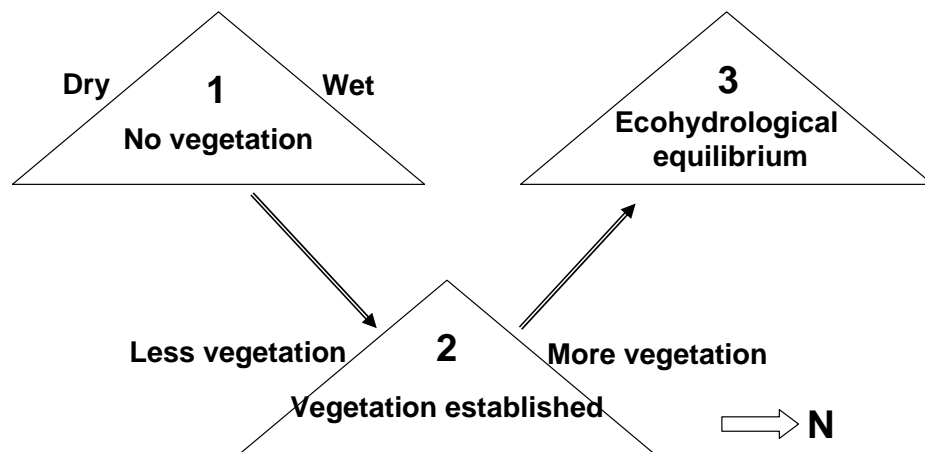 1
Dry
Wet
No vegetation
3
Ecohydrological
equilibrium
2
Less vegetation
More vegetation
Vegetation established
N